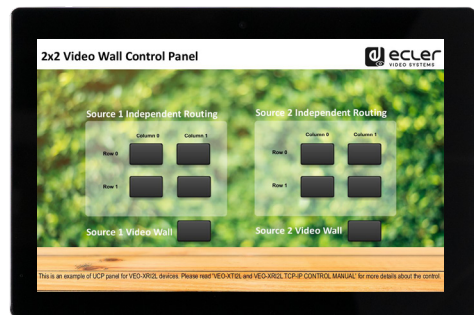 2x2 Video Wall Control Panel
ecler
VIDEO SYSTEMS
Source 1 Independent Routing
Source 2 Independent Routing
Column 0 Column 1
Column 0 Column 1
Row 0
Row 0
Row 1
Row 1
Source 1 Video Wall
Source 2 Video Wall
This is an example of UCP panel for VEO-XRI2L devices. Please read 'VEO-XTI2L and VEO-XRI2L TCP-IP CONTROL MANUAL' for more details about the control.